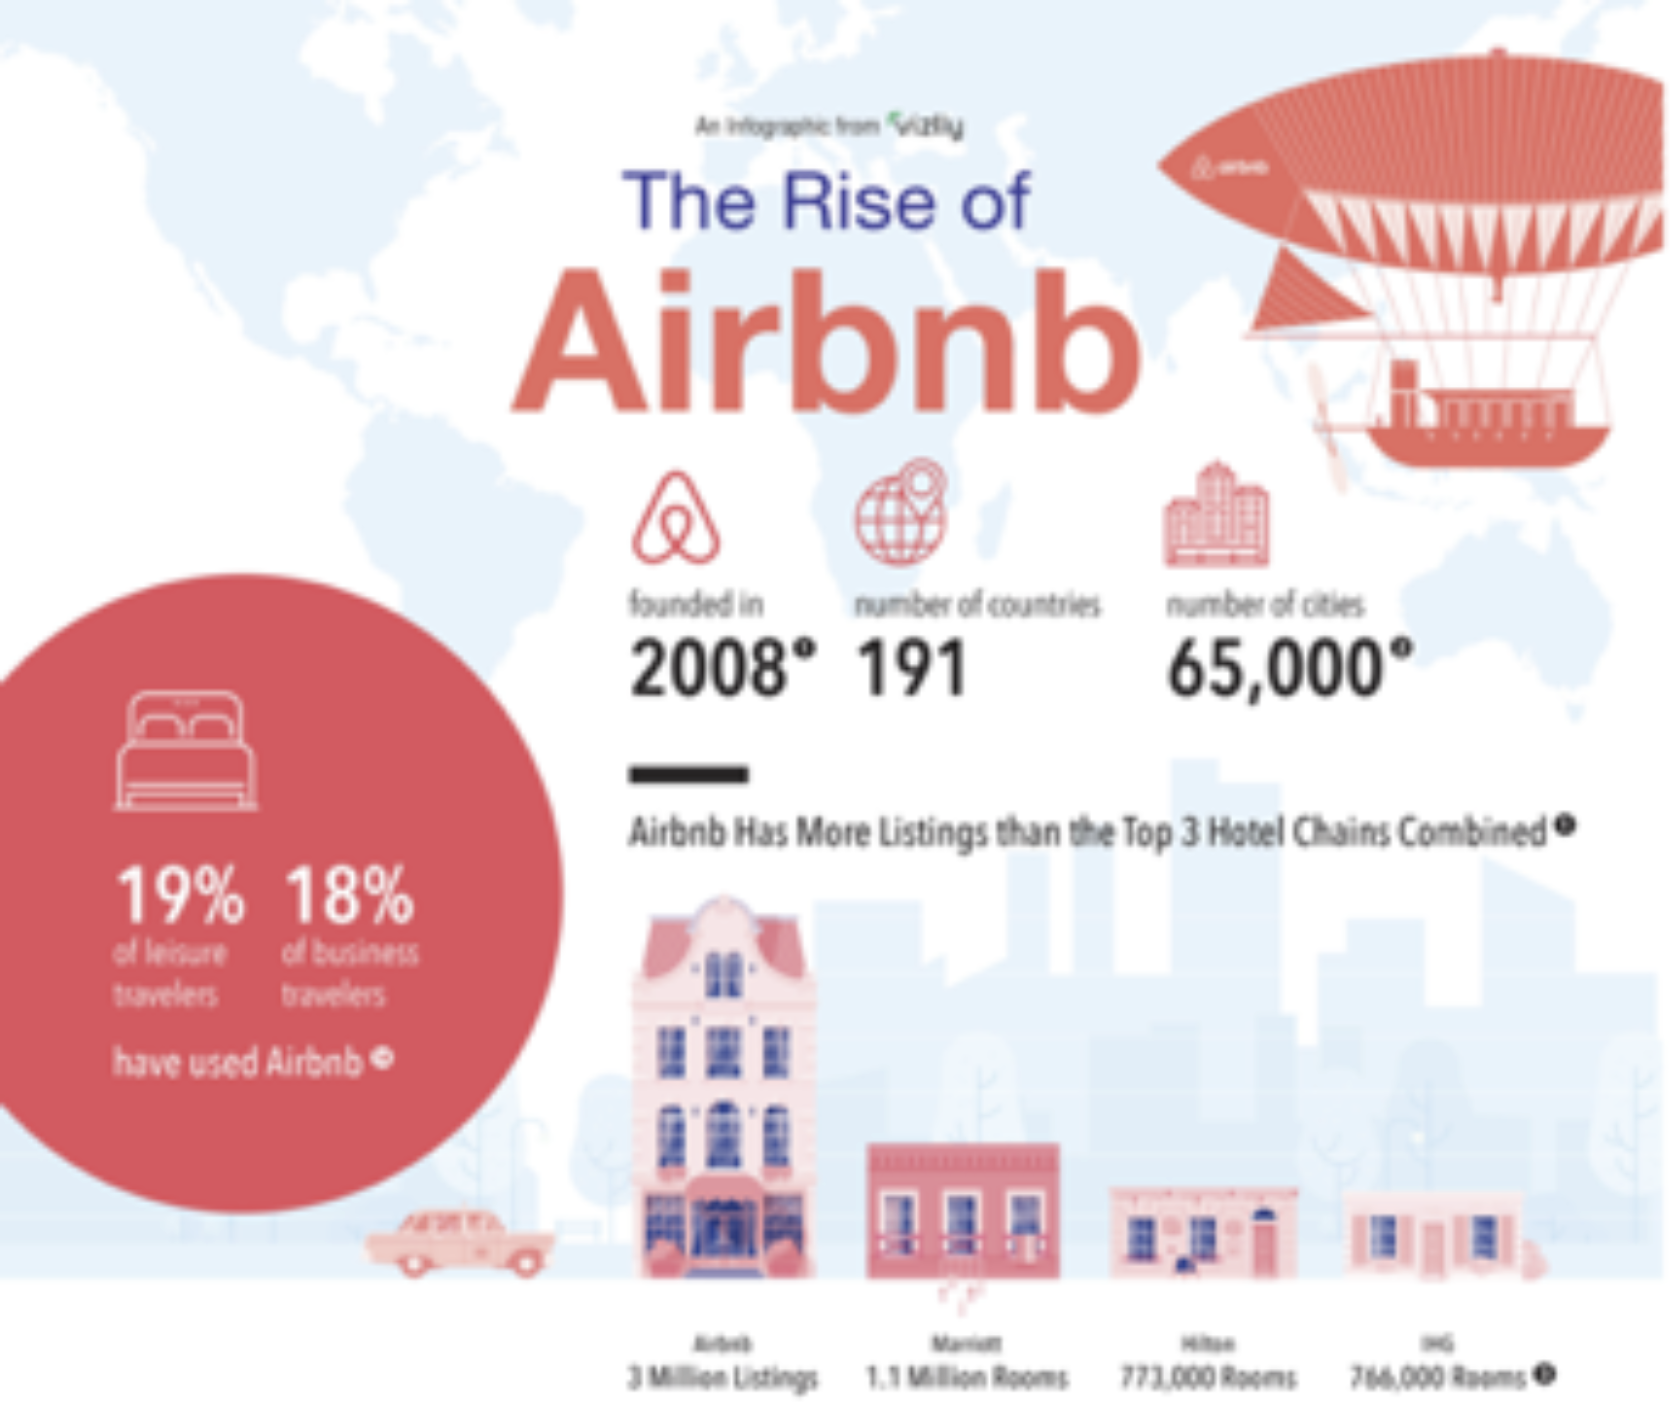 An Infographic from Vizlly
The Rise of
Airbnb
airbnb
founded in
2008
number of countries
191
number of cities
65,000
19%
of leisure
travelers
18%
of business
travelers
have used Airbnb
Airbnb Has More Listings than the Top 3 Hotel Chains Combined
Airbnb
3 Million Listings
Marriott
1.1 Million Rooms
Hilton
773,000 Rooms
IHG
766,000 Rooms